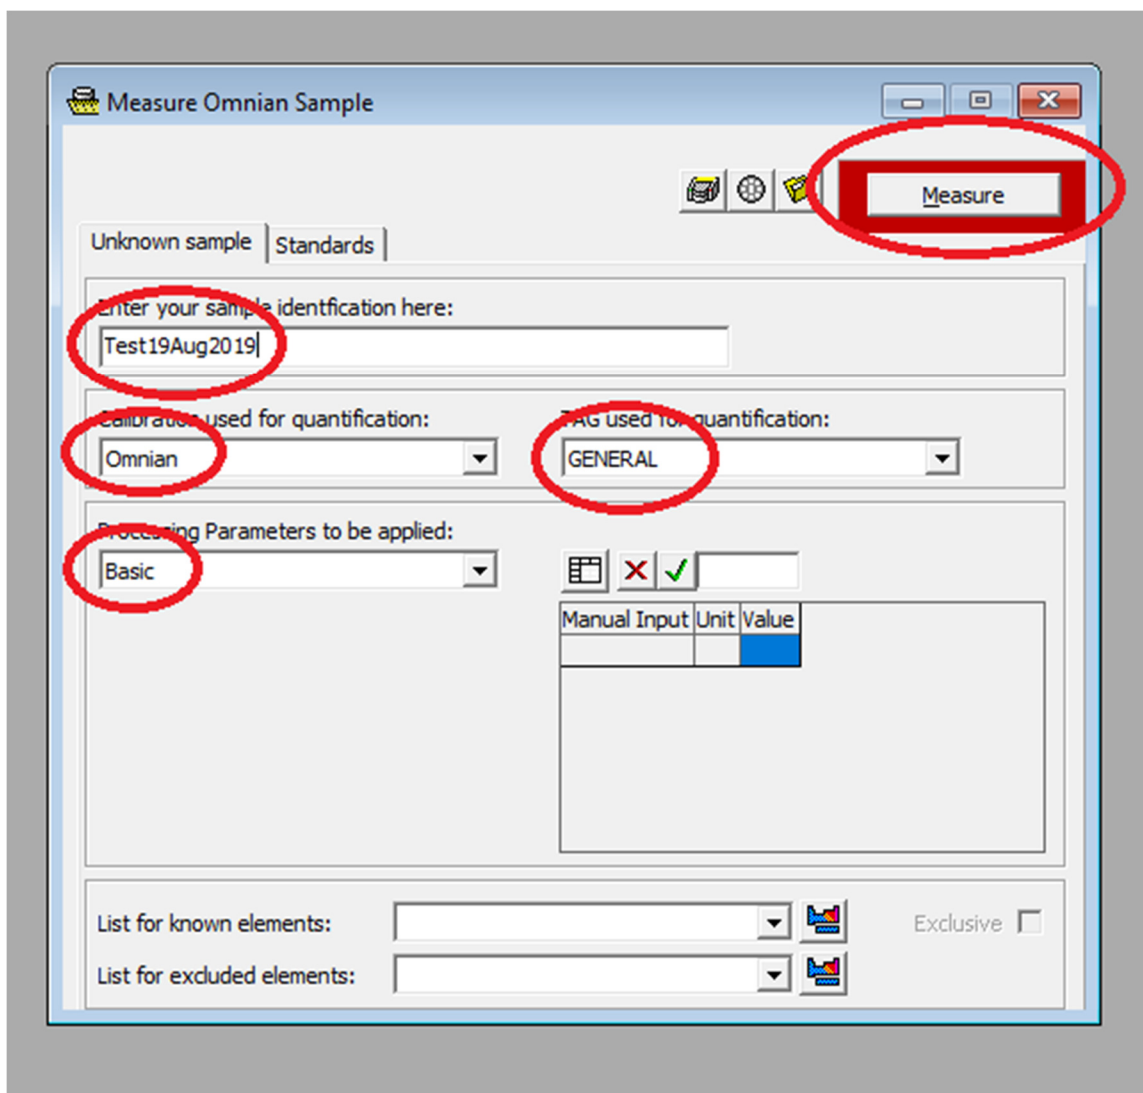 Measure Omnian Sample
Measure
Unknown sample
Standards
Enter your sample identfication here:
Test19Aug2019
Calibration used for quantification:
TAG used for quantification:
Omnian
GENERAL
Processing Parameters to be applied:
Basic
Manual Input Unit Value
List for known elements:
Exclusive
List for excluded elements: